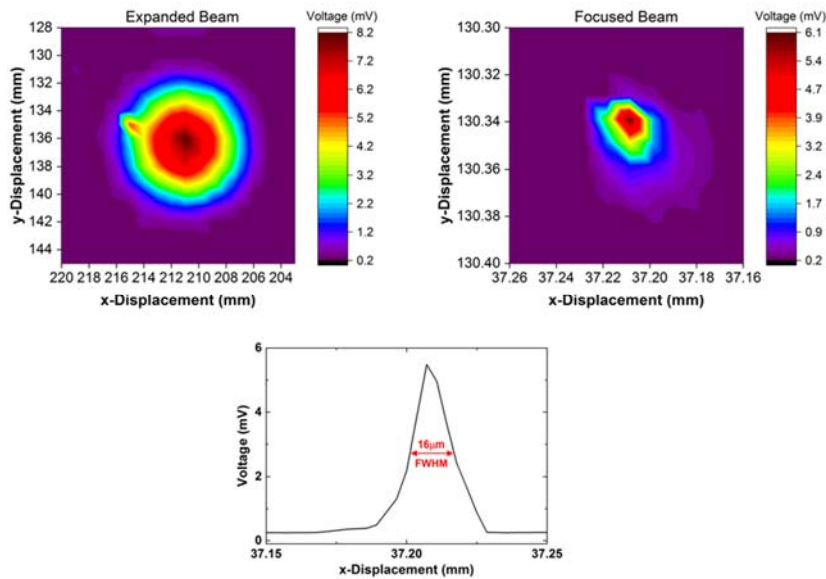 Expanded Beam
Voltage (mV)
128
130
132
134
136
138
140
142
144
y-Displacement (mm)
220 218 216 214 212 210 208 206 204
x-Displacement (mm)
8.2
7.2
6.2
5.2
4.2
3.2
2.2
1.2
0.2
Focused Beam
Voltage (mV)
130.30
130.32
130.34
130.36
130.38
130.40
y-Displacement (mm)
37.26 37.24 37.22 37.20 37.18 37.16
x-Displacement (mm)
6.1
5.4
4.7
3.9
3.2
2.4
1.7
0.9
0.2
6
4
2
0
Voltage (mV)
16μm
FWHM
37.15 37.20 37.25
x-Displacement (mm)